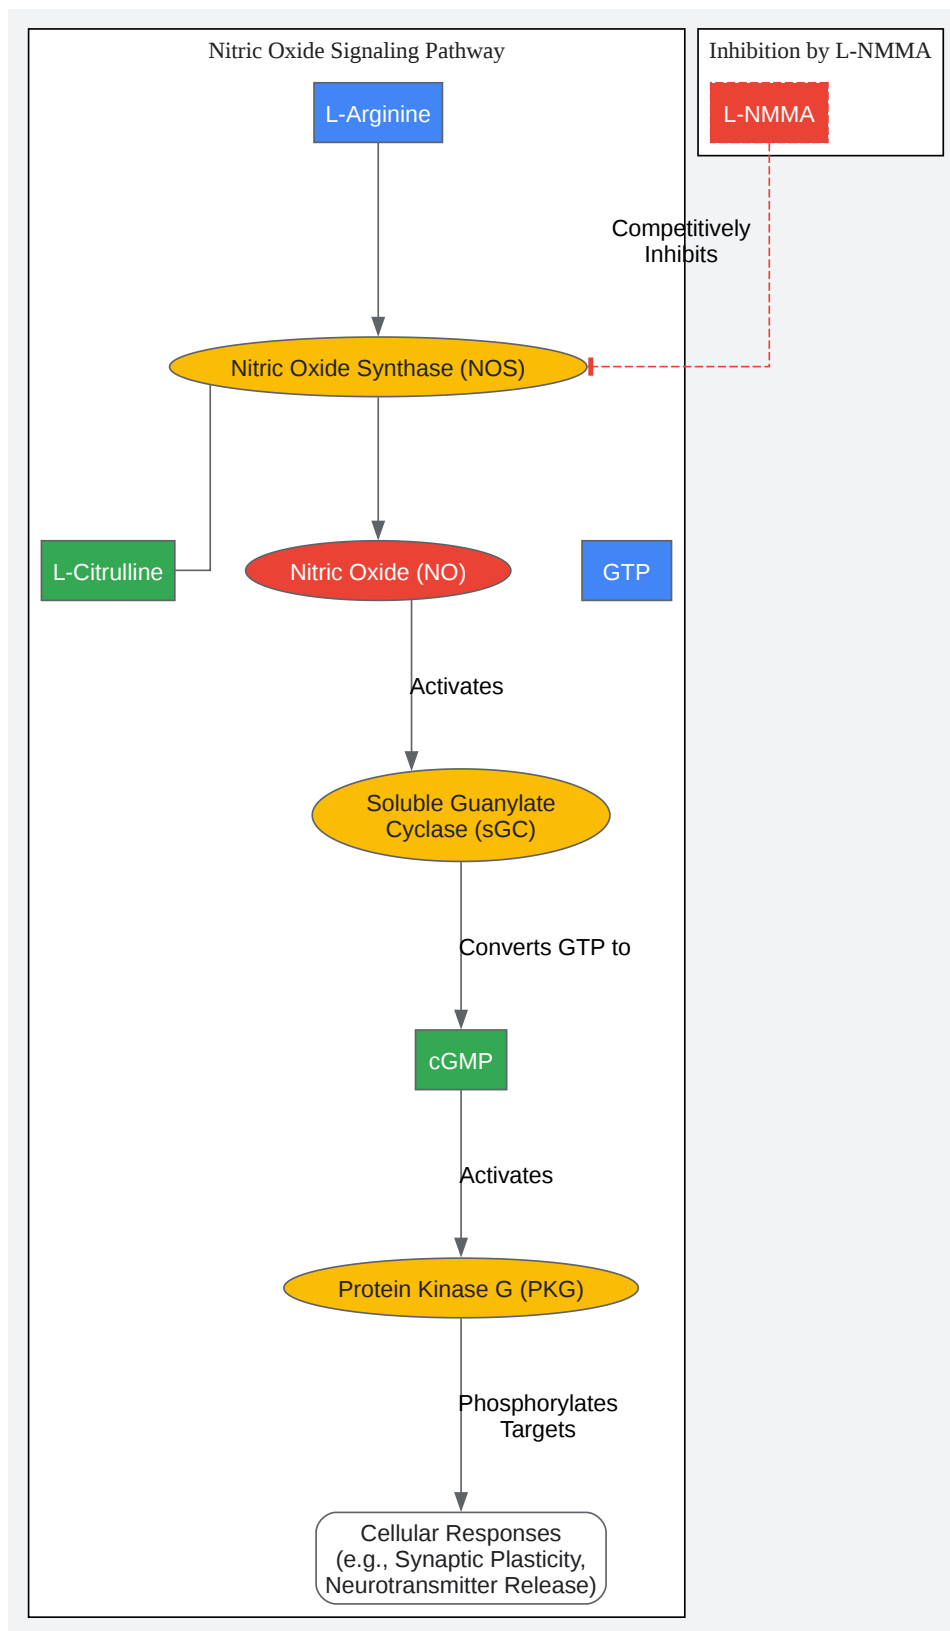 Nitric Oxide Signaling Pathway
Inhibition by L-NMMA
L-Arginine
L-NMMA
Competitively
Inhibits
Nitric Oxide Synthase (NOS)
L-Citrulline
Nitric Oxide (NO)
GTP
Activates
Soluble Guanylate
Cyclase (sGC)
Converts GTP to
cGMP
Activates
Protein Kinase G (PKG)
Phosphorylates
Targets
Cellular Responses
(e.g., Synaptic Plasticity,
Neurotransmitter Release)